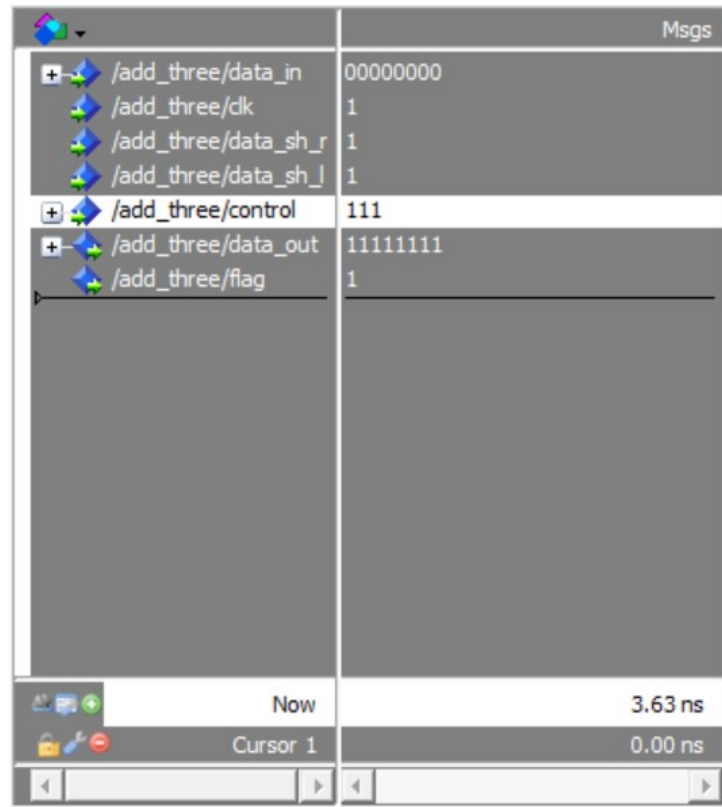 Msgs
/add_three/data_in 00000000
/add_three/clk 1
/add_three/data_sh_r 1
/add_three/data_sh_l 1
/add_three/control 111
/add_three/data_out 11111111
/add_three/flag 1
Now 3.63 ns
Cursor 1 0.00 ns